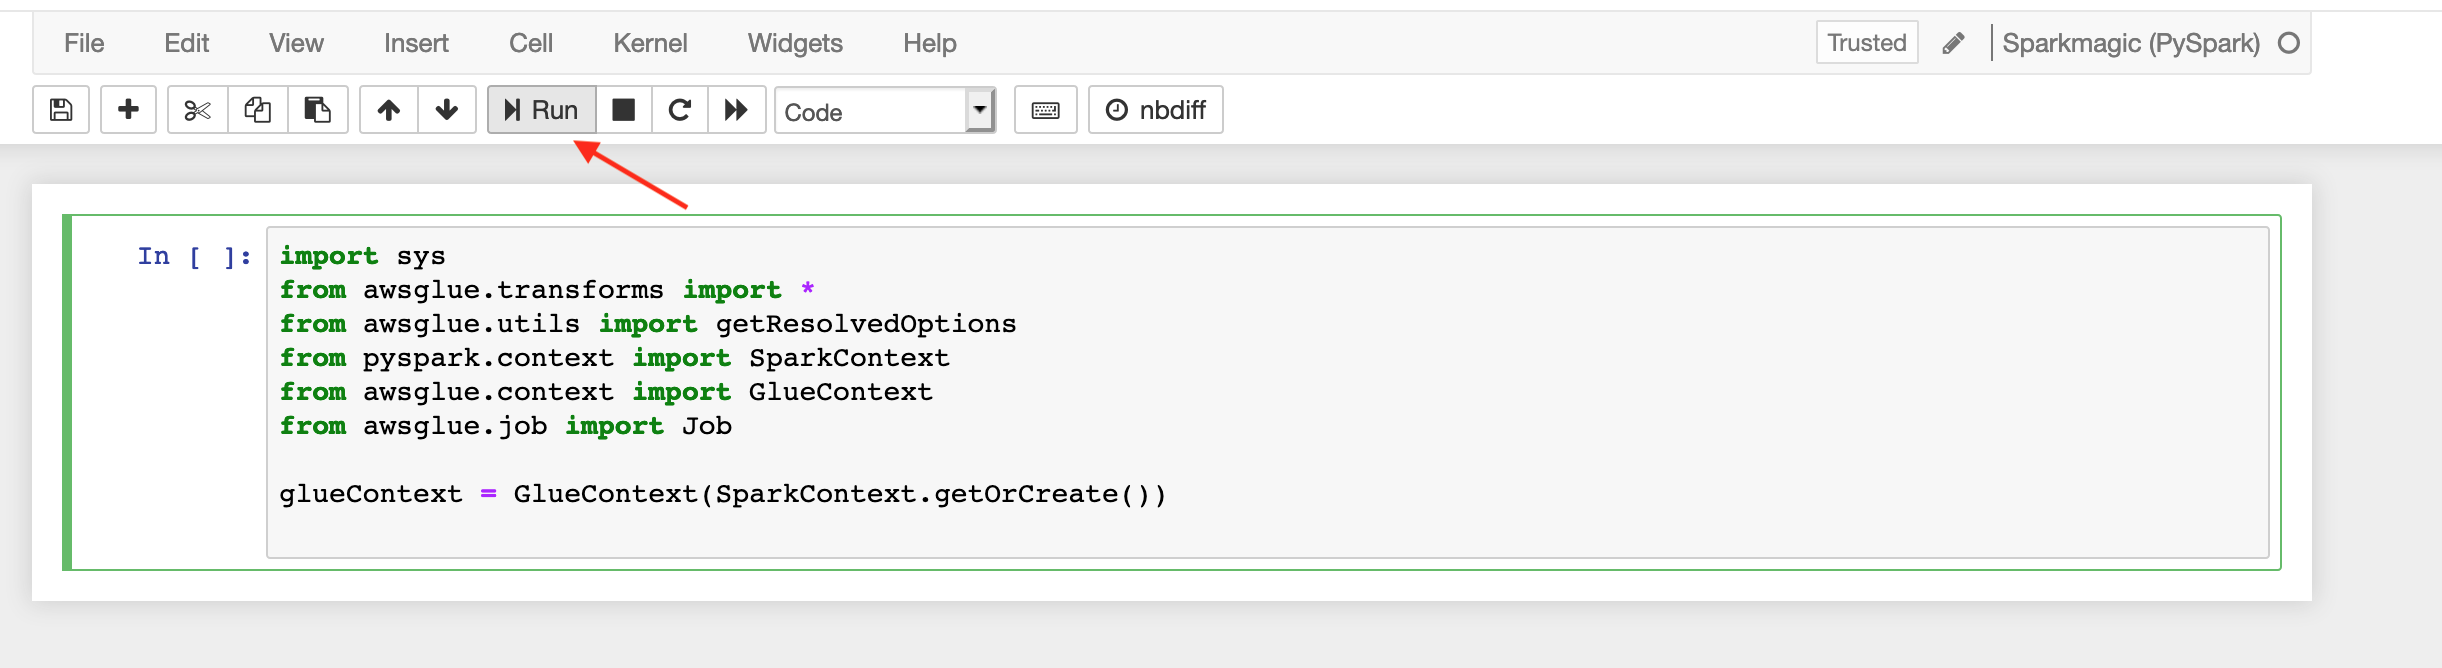 File Edit View Insert Cell Kernel Widgets Help Trusted Sparkmagic (PySpark)
Run Code nbdiff
In [ ]: import sys
from awsglue.transforms import *
from awsglue.utils import getResolvedOptions
from pyspark.context import SparkContext
from awsglue.context import GlueContext
from awsglue.job import Job
glueContext = GlueContext(SparkContext.getOrCreate())